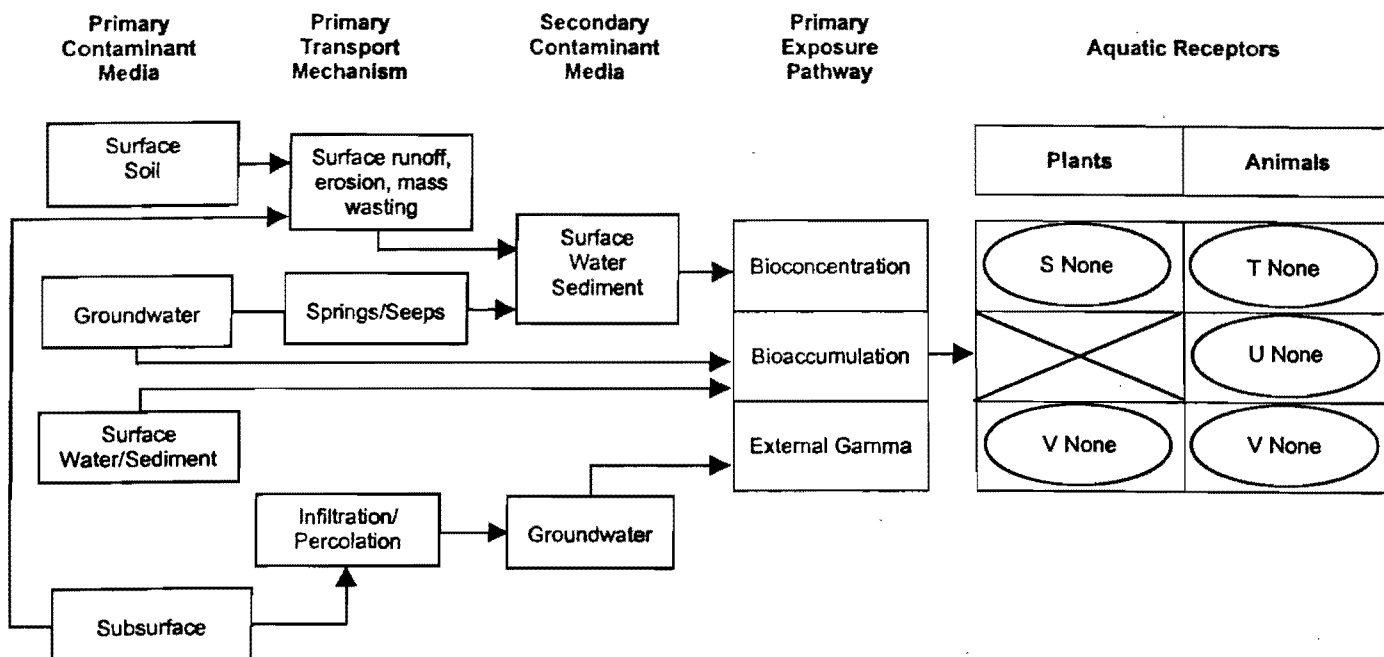 Primary
Contaminant
Media
Primary
Transport
Mechanism
Secondary
Contaminant
Media
Primary
Exposure
Pathway
Aquatic Receptors
Surface
Soil
Surface runoff,
erosion, mass
wasting
Plants
Animals
Surface
Water
Sediment
Bioconcentration
S None
T None
Groundwater
Springs/Seeps
Bioaccumulation
U None
Surface
Water/Sediment
External Gamma
V None
V None
Infiltration/
Percolation
Groundwater
Subsurface